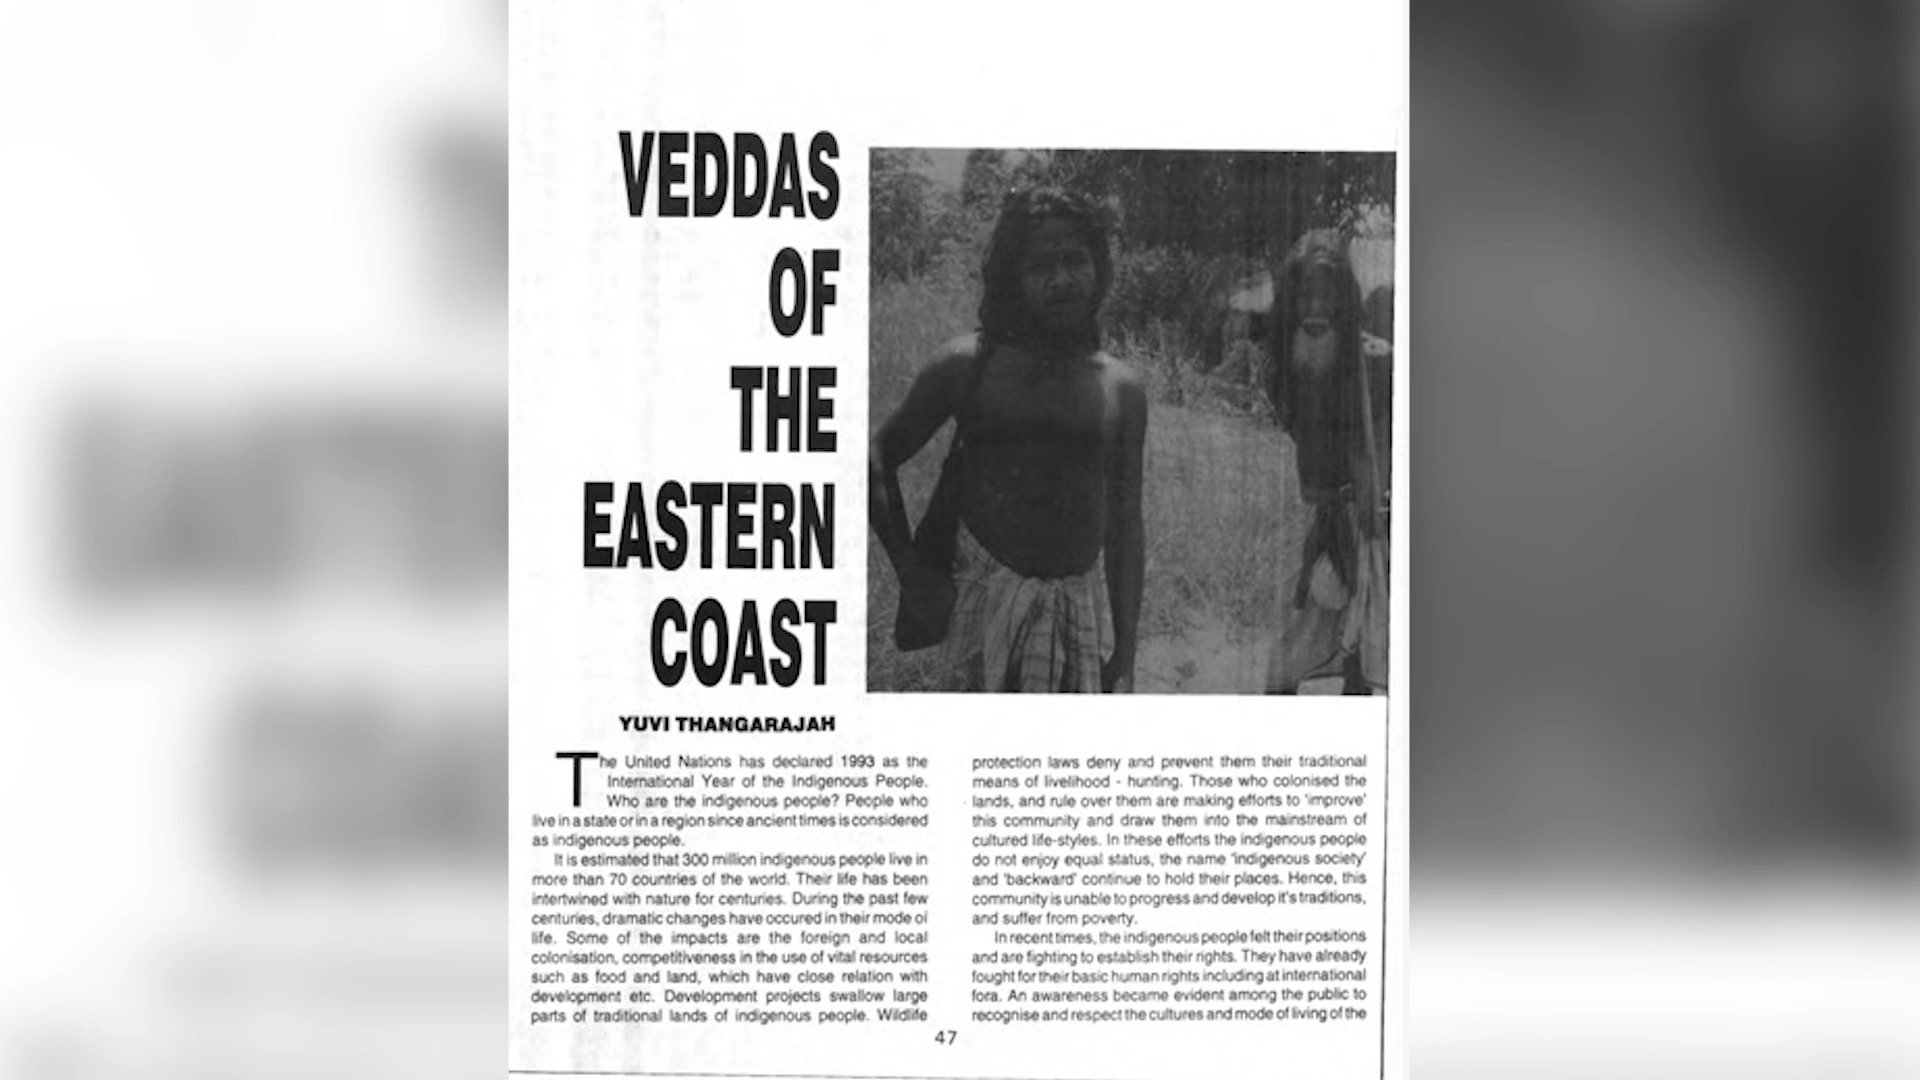 VEDDAS
OF
THE
EASTERN
COAST
YUVI THANGARAJAH
The United Nations has declared 1993 as the
International Year of the Indigenous People.
Who are the indigenous people? People who
live in a state or in a region since ancient times is considered
as indigenous people.
It is estimated that 300 million indigenous people live in
more than 70 countries of the world. Their life has been
intertwined with nature for centuries. During the past few
centuries, dramatic changes have occured in their mode of
life. Some of the impacts are the foreign and local
colonisation, competitiveness in the use of vital resources
such as food and land, which have close relation with
development etc. Development projects swallow large
parts of traditional lands of indigenous people. Wildlife
protection laws deny and prevent them their traditional
means of livelihood - hunting. Those who colonised the
lands, and rule over them are making efforts to 'improve'
this community and draw them into the mainstream of
cultured life-styles. In these efforts the indigenous people
do not enjoy equal status, the name 'indigenous society'
and 'backward' continue to hold their places. Hence, this
community is unable to progress and develop it's traditions,
and suffer from poverty.
In recent times, the indigenous people felt their positions
and are fighting to establish their rights. They have already
fought for their basic human rights including at international
fora. An awareness became evident among the public to
recognise and respect the cultures and mode of living of the
47